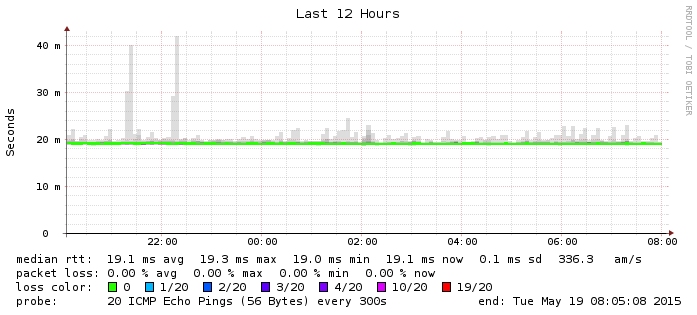 Last 12 Hours
RRDTOOL / TOBI OETIKER
Seconds
40 m
30 m
20 m
10 m
0
22:00 00:00 02:00 04:00 06:00 08:00
median rtt: 19.1 ms avg 19.3 ms max 19.0 ms min 19.1 ms now 0.1 ms sd 336.3 am/s
packet loss: 0.00 % avg 0.00 % max 0.00 % min 0.00 % now
loss color: 0 1/20 2/20 3/20 4/20 10/20 19/20
probe: 20 ICMP Echo Pings (56 Bytes) every 300s end: Tue May 19 08:05:08 2015